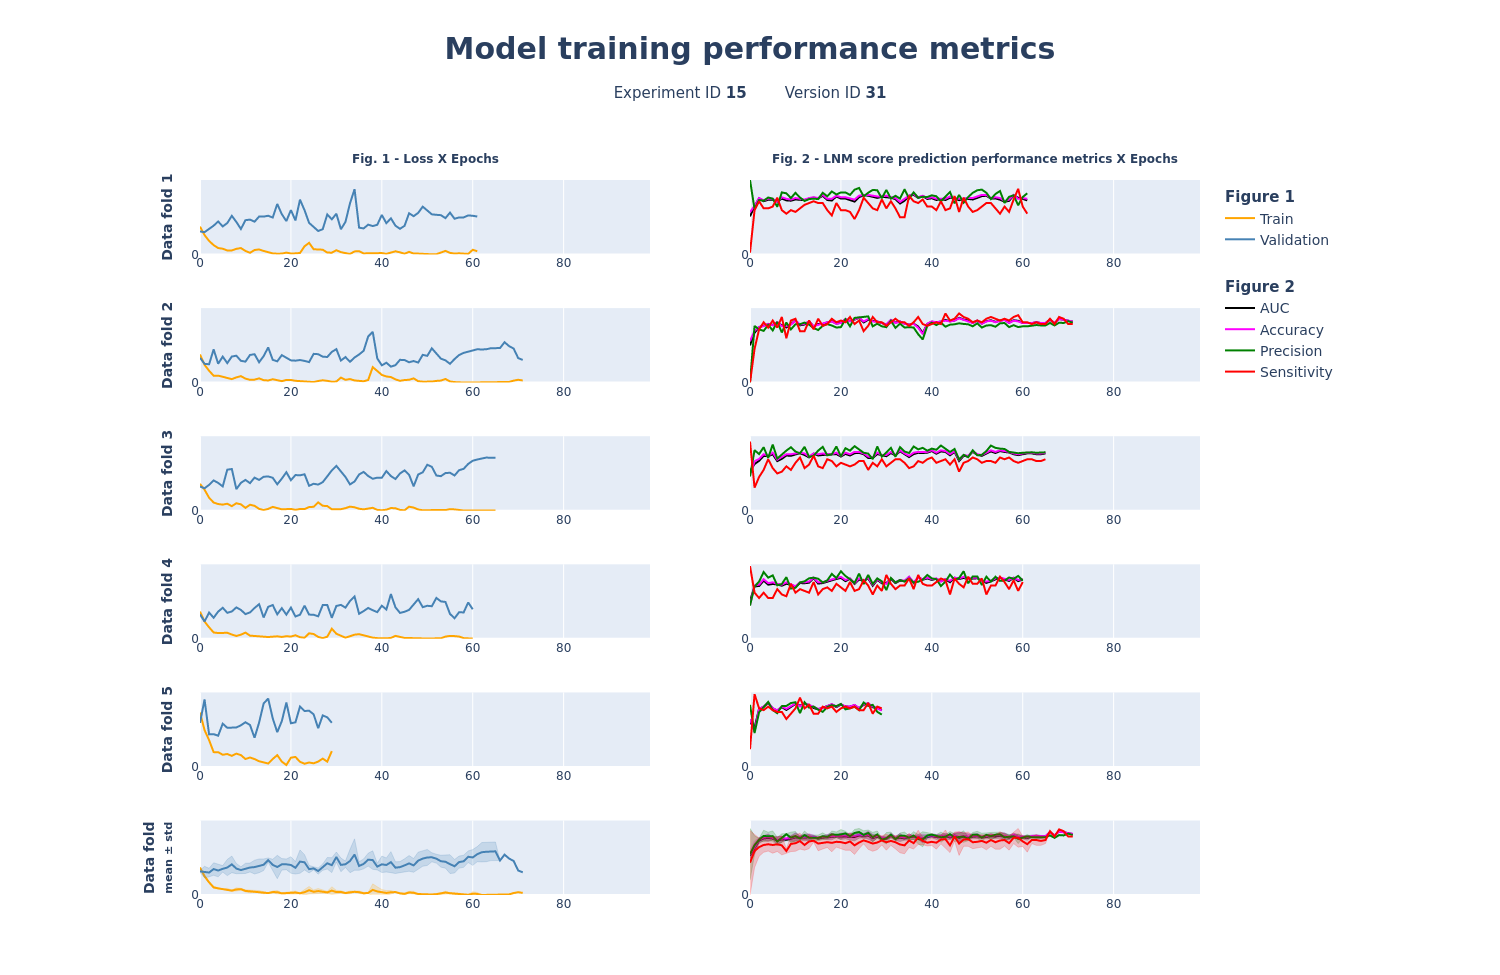 Model training performance metrics
Experiment ID 15 Version ID 31
Fig. 1 - Loss X Epochs
Fig. 2 - LNM score prediction performance metrics X Epochs
Data fold 1
0
0 20 40 60 80
0
0 20 40 60 80
Figure 1
Train
Validation
Figure 2
AUC
Accuracy
Precision
Sensitivity
Data fold 2
0
0 20 40 60 80
0
0 20 40 60 80
Data fold 3
0
0 20 40 60 80
0
0 20 40 60 80
Data fold 4
0
0 20 40 60 80
0
0 20 40 60 80
Data fold 5
0
0 20 40 60 80
0
0 20 40 60 80
Data fold
mean ± std
0
0 20 40 60 80
0
0 20 40 60 80